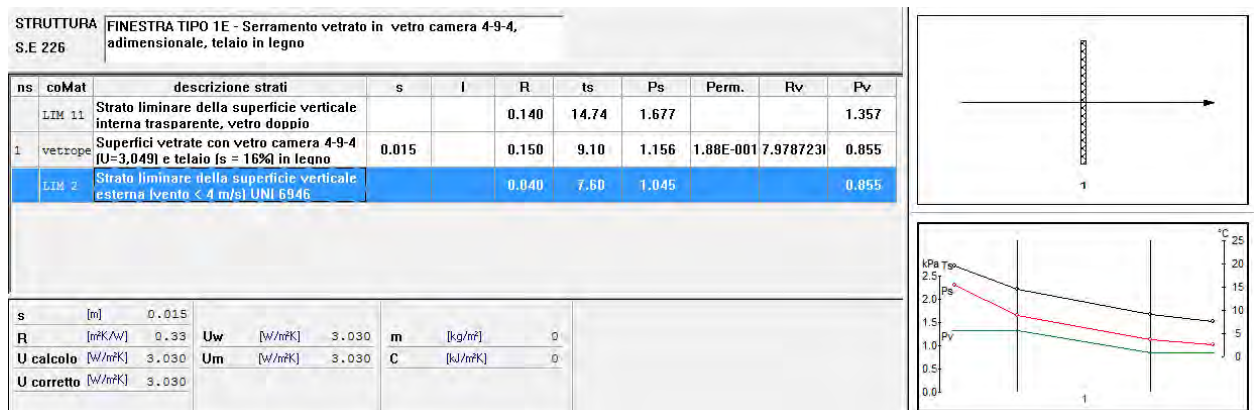 STRUTTURA FINESTRA TIPO 1E - Serramento vetrato in vetro camera 4-9-4,
S.E 226 adimensionale, telaio in legno
ns coMat descrizione strati s l R ts Ps Perm. Rv Pv
LIM 11 Strato liminare della superficie verticale interna trasparente, vetro doppio 0.140 14.74 1.677 1.357
1 vetrope Superfici vetrate con vetro camera 4-9-4 (U=3,049) e telaio (s = 16%) in legno 0.015 0.150 9.10 1.156 1.88E-001 7.978723 0.855
LIM 2 Strato liminare della superficie verticale esterna (vento < 4 m/s) UNI 6946 0.040 7.60 1.045 0.855
s [m] 0.015
R [m²K/W] 0.33 Uw [W/m²K] 3.030 m [kg/m²] 0
U calcolo [W/m²K] 3.030 Um [W/m²K] 3.030 C [kJ/m²K] 0
U corretto [W/m²K] 3.030
1
°C
25
kPa Ts 20
2.5
Ps 15
2.0
10
1.5
Pv 5
1.0
0
0.5
0.0
1